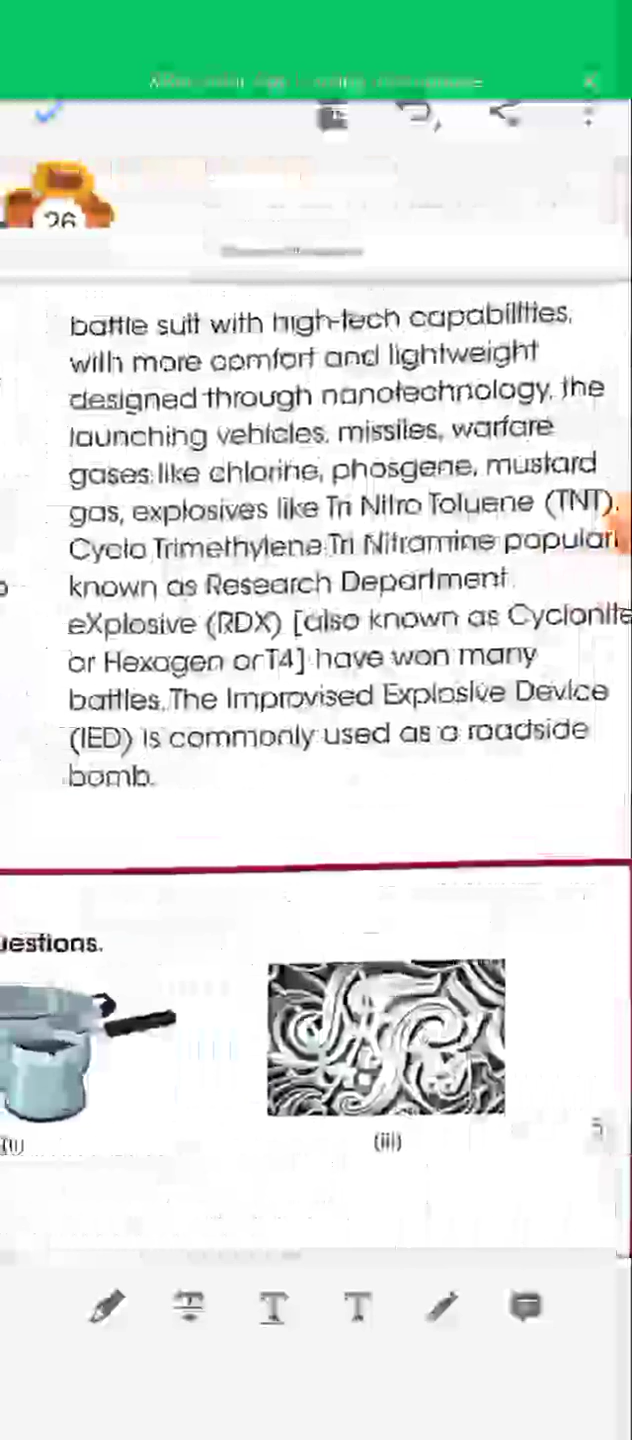 26
battle suit with high-tech capabilities,
with more comfort and lightweight
designed through nanotechnology, the
launching vehicles, missiles, warfare
gases like chlorine, phosgene, mustard
gas, explosives like Tri Nitro Toluene (TNT),
Cyclo Trimethylene Tri Nitramine popularl
known as Research Department
eXplosive (RDX) [also known as Cyclonite
or Hexogen or T4] have won many
battles. The Improvised Explosive Device
(IED) is commonly used as a roadside
bomb.
uestions.
(iii)